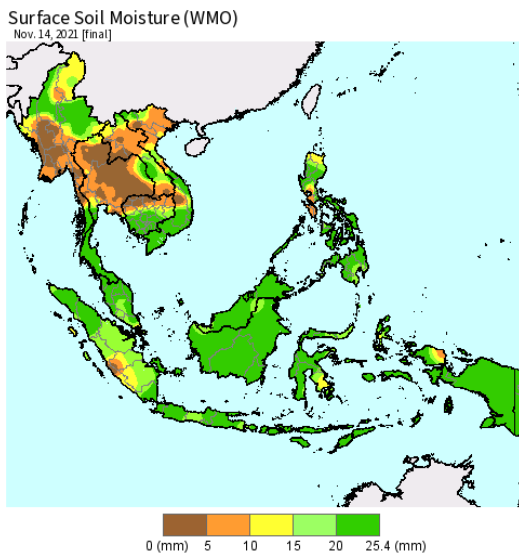 Surface Soil Moisture (WMO)
Nov. 14, 2021 [final]
0 (mm) 5 10 15 20 25.4 (mm)